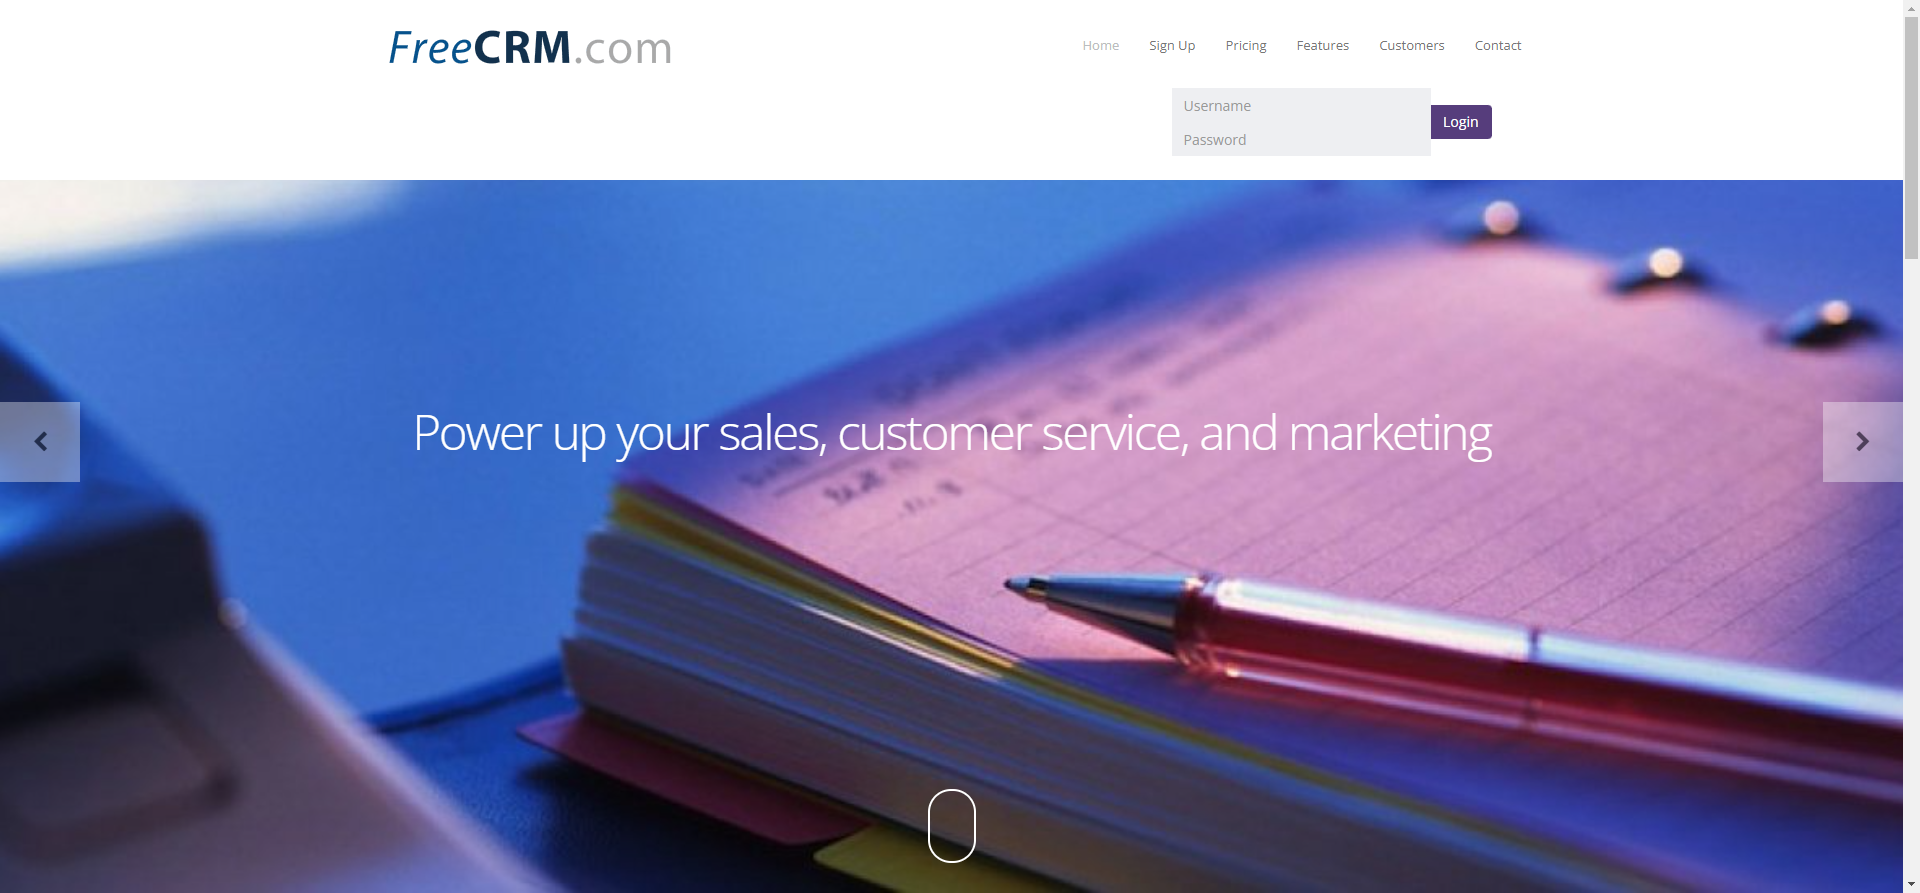 FreeCRM.com
Home Sign Up Pricing Features Customers Contact
Username
Password
Login
Power up your sales, customer service, and marketing